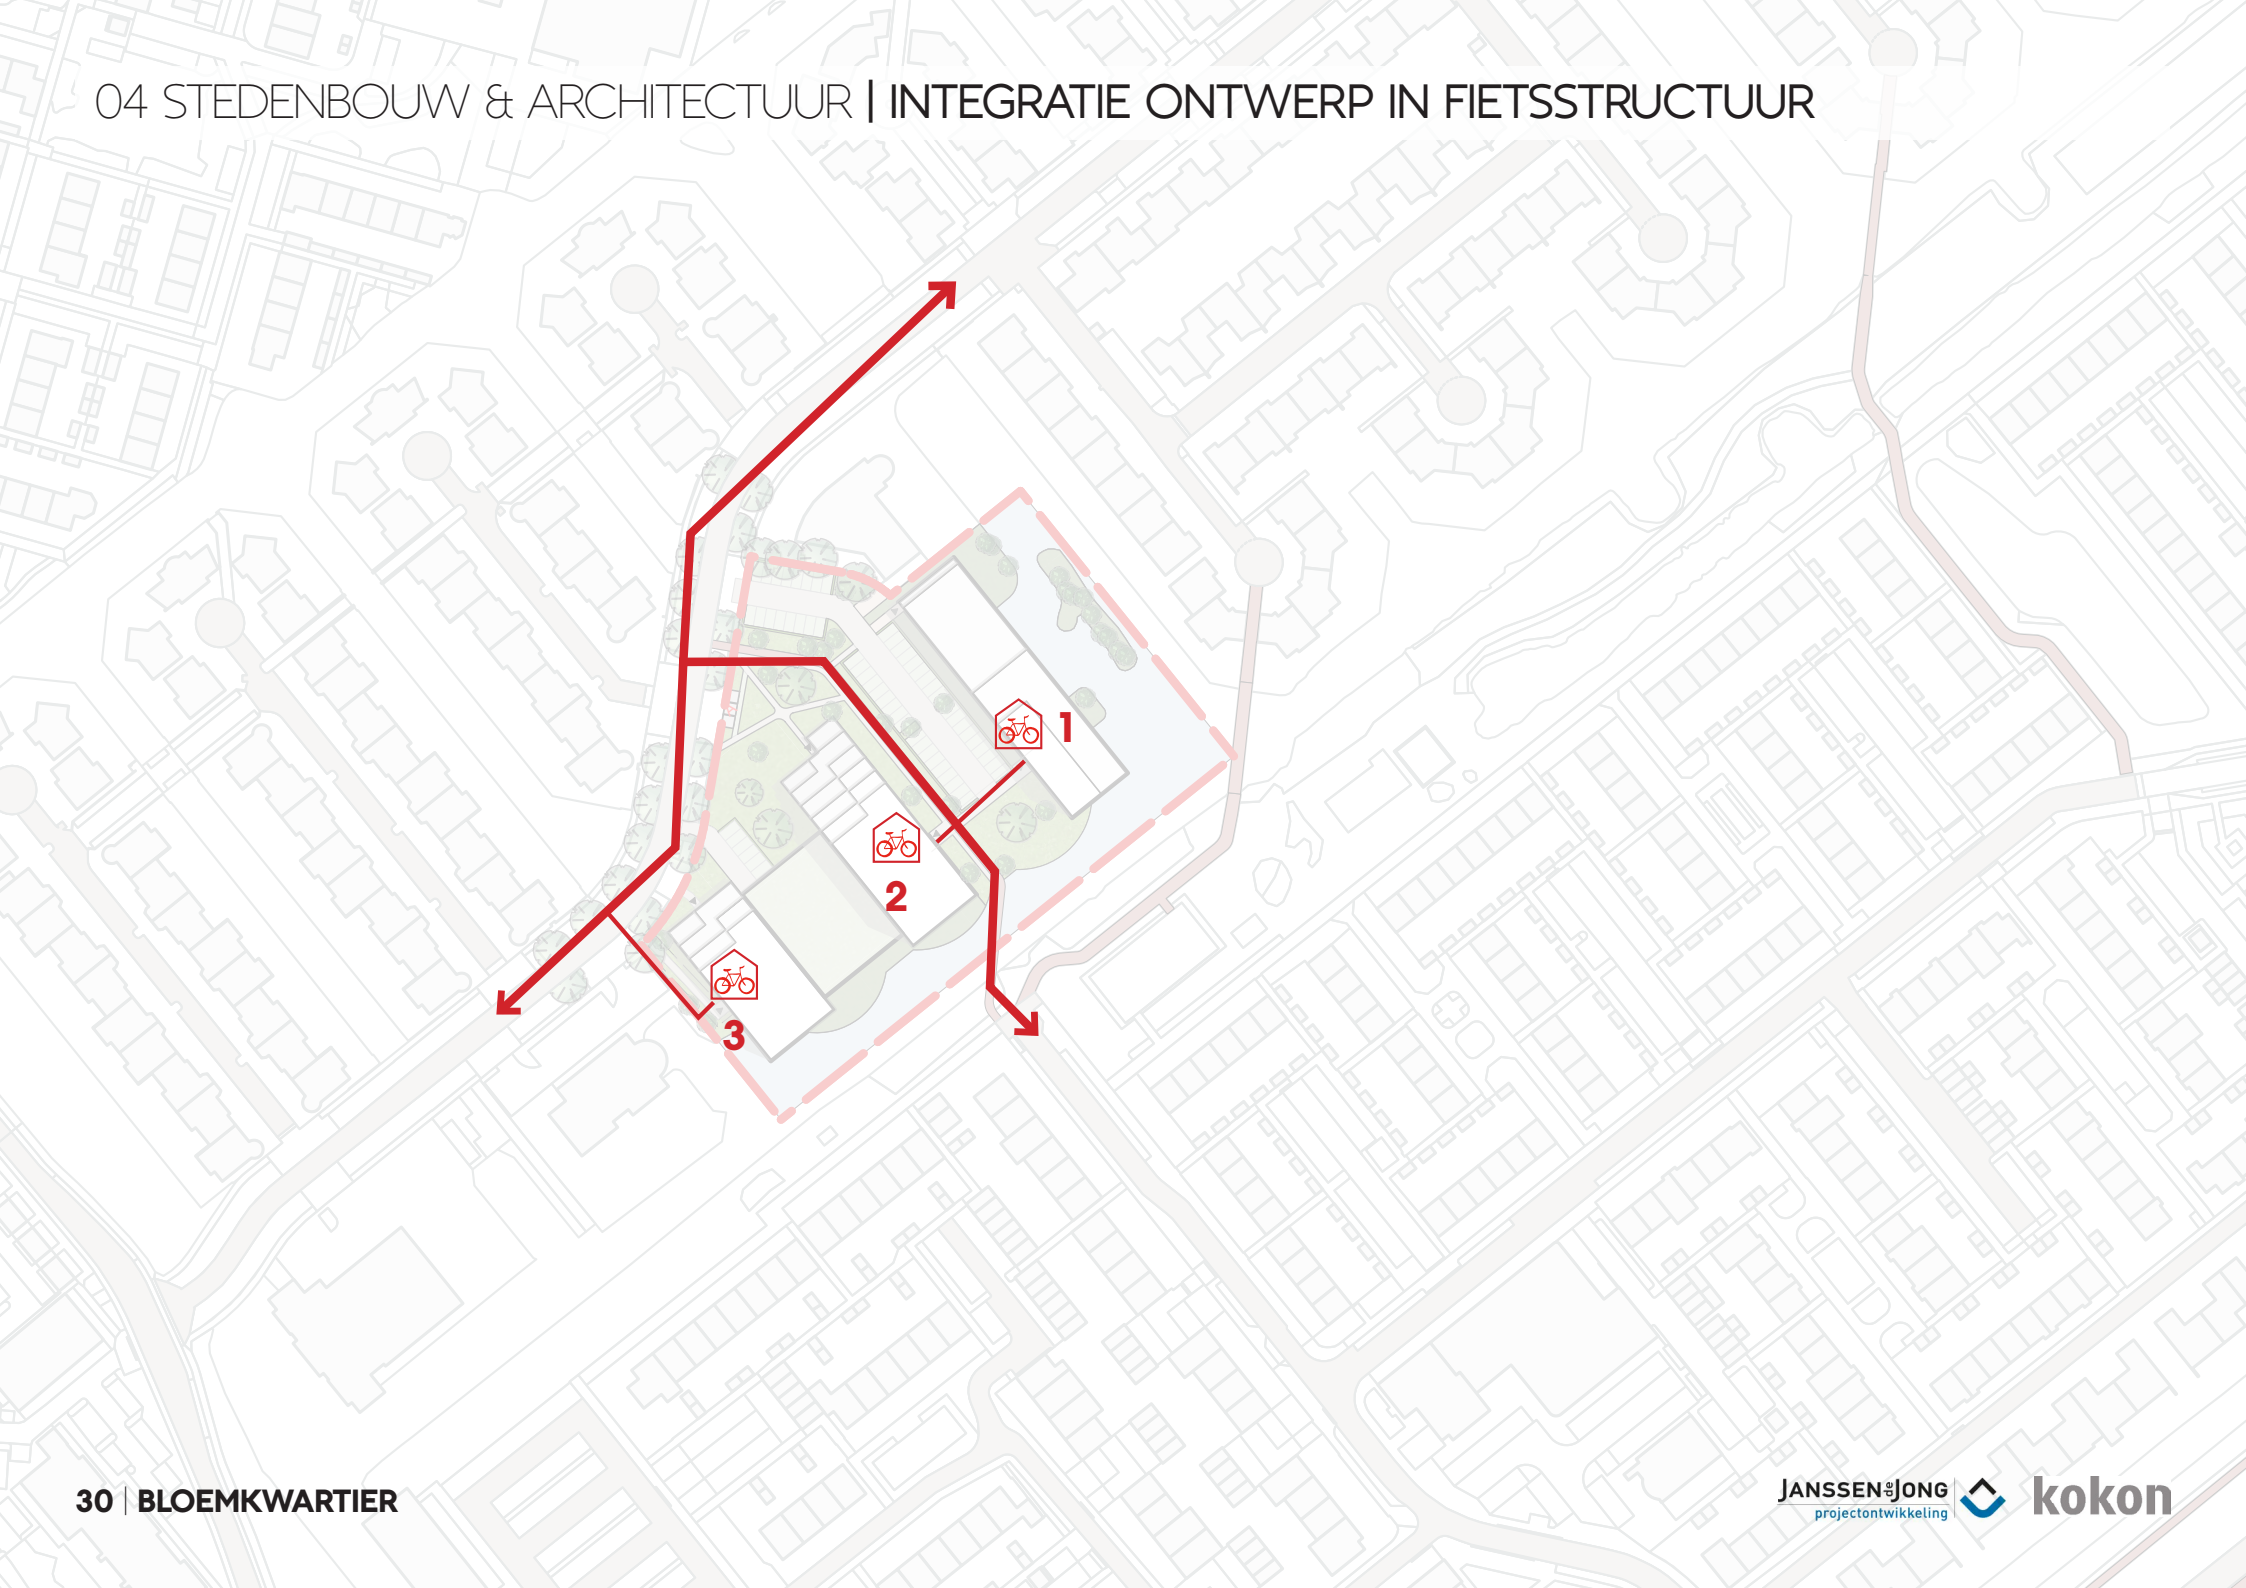 04 STEDENBOUW & ARCHITECTUUR | INTEGRATIE ONTWERP IN FIETSSTRUCTUUR
1
2
3
30 | BLOEMKWARTIER
JANSSEN de JONG
projectontwikkeling
kokon